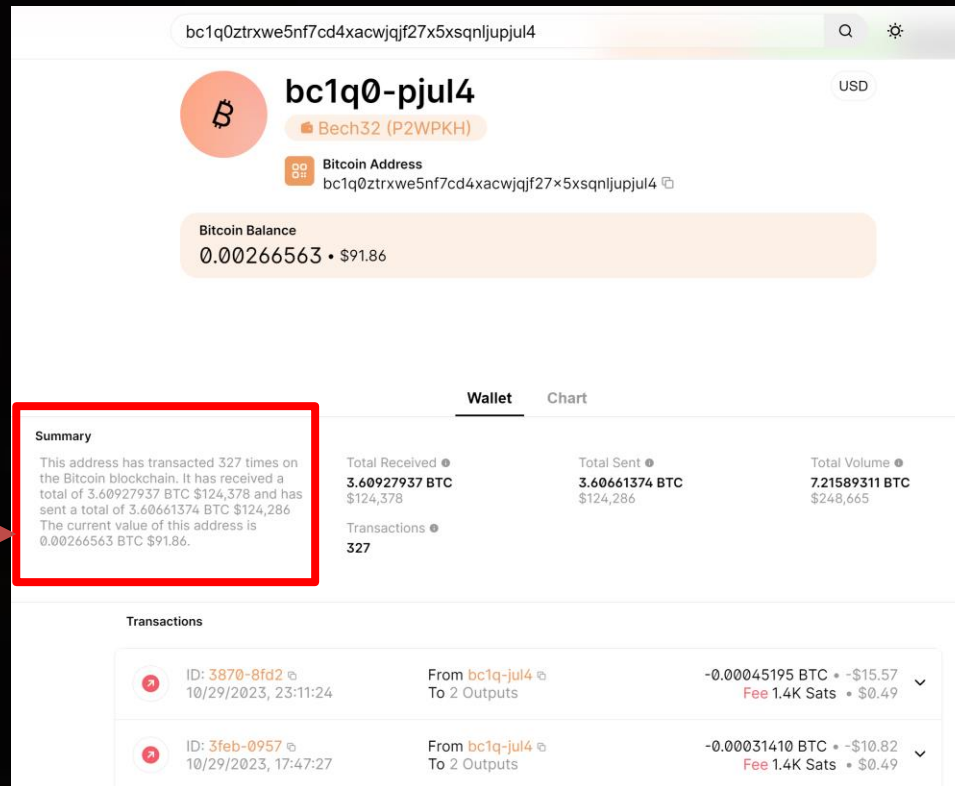 bc1q0ztrxwe5nf7cd4xacwjqjf27x5xsqnljupjul4
bc1q0-pjul4
USD
Bech32 (P2WPKH)
Bitcoin Address
bc1q0ztrxwe5nf7cd4xacwjqjf27x5xsqnljupjul4
Bitcoin Balance
0.00266563 • $91.86
Wallet Chart
Summary
This address has transacted 327 times on
the Bitcoin blockchain. It has received a
total of 3.60927937 BTC $124,378 and has
sent a total of 3.60661374 BTC $124,286
The current value of this address is
0.00266563 BTC $91.86.
Total Received
3.60927937 BTC
$124,378
Total Sent
3.60661374 BTC
$124,286
Total Volume
7.21589311 BTC
$248,665
Transactions
327
Transactions
ID: 3870-8fd2 From bc1q-jul4 -0.00045195 BTC • -$15.57
10/29/2023, 23:11:24 To 2 Outputs Fee 1.4K Sats • $0.49
ID: 3feb-0957 From bc1q-jul4 -0.00031410 BTC • -$10.82
10/29/2023, 17:47:27 To 2 Outputs Fee 1.4K Sats • $0.49